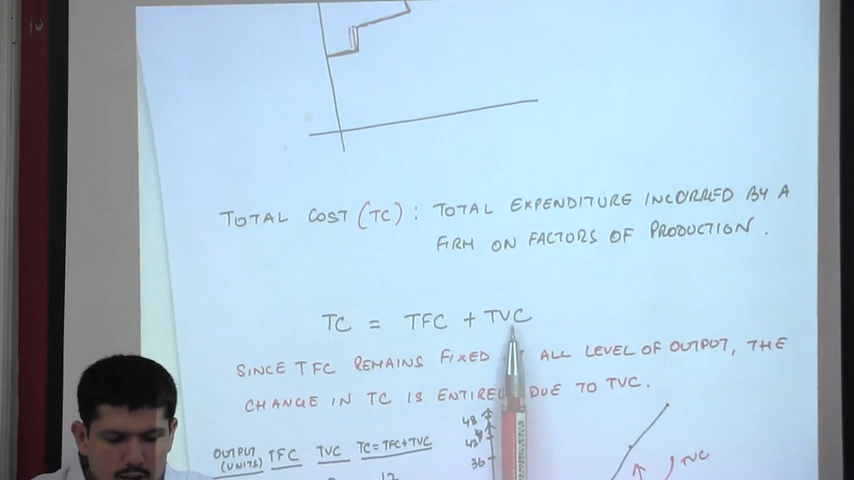 TOTAL COST (TC) : TOTAL EXPENDITURE INCURRED BY A
FIRM ON FACTORS OF PRODUCTION.
TC = TFC + TVC
SINCE TFC REMAINS FIXED ALL LEVEL OF OUTPUT, THE
CHANGE IN TC IS DUE TO TVC.
OUTPUT (UNITS) TFC TVC TC=TFC+TVC
12
48
42
36
TVC